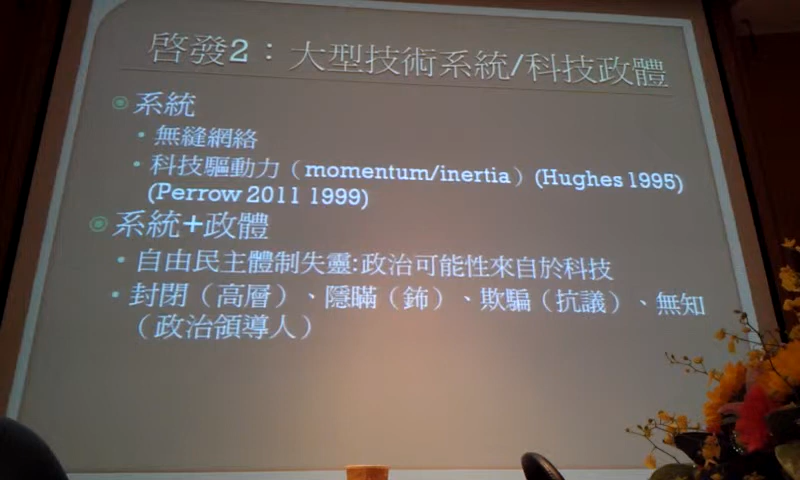 啓發2：大型技術系統/科技政體
系統
無縫網絡
科技驅動力（momentum/inertia）(Hughes 1995)
(Perrow 2011 1999)
系統+政體
自由民主體制失靈:政治可能性來自於科技
封閉（高層）、隱瞞（鈽）、欺騙（抗議）、無知
（政治領導人）